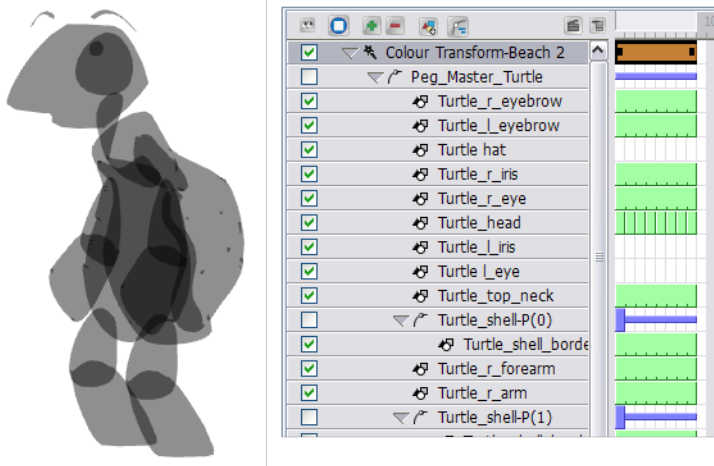 10
Colour Transform-Beach 2
Peg_Master_Turtle
Turtle_r_eyebrow
Turtle_l_eyebrow
Turtle hat
Turtle_r_iris
Turtle_r_eye
Turtle_head
Turtle_l_iris
Turtle l_eye
Turtle_top_neck
Turtle_shell-P(0)
Turtle_shell_borde
Turtle_r_forearm
Turtle_r_arm
Turtle_shell-P(1)